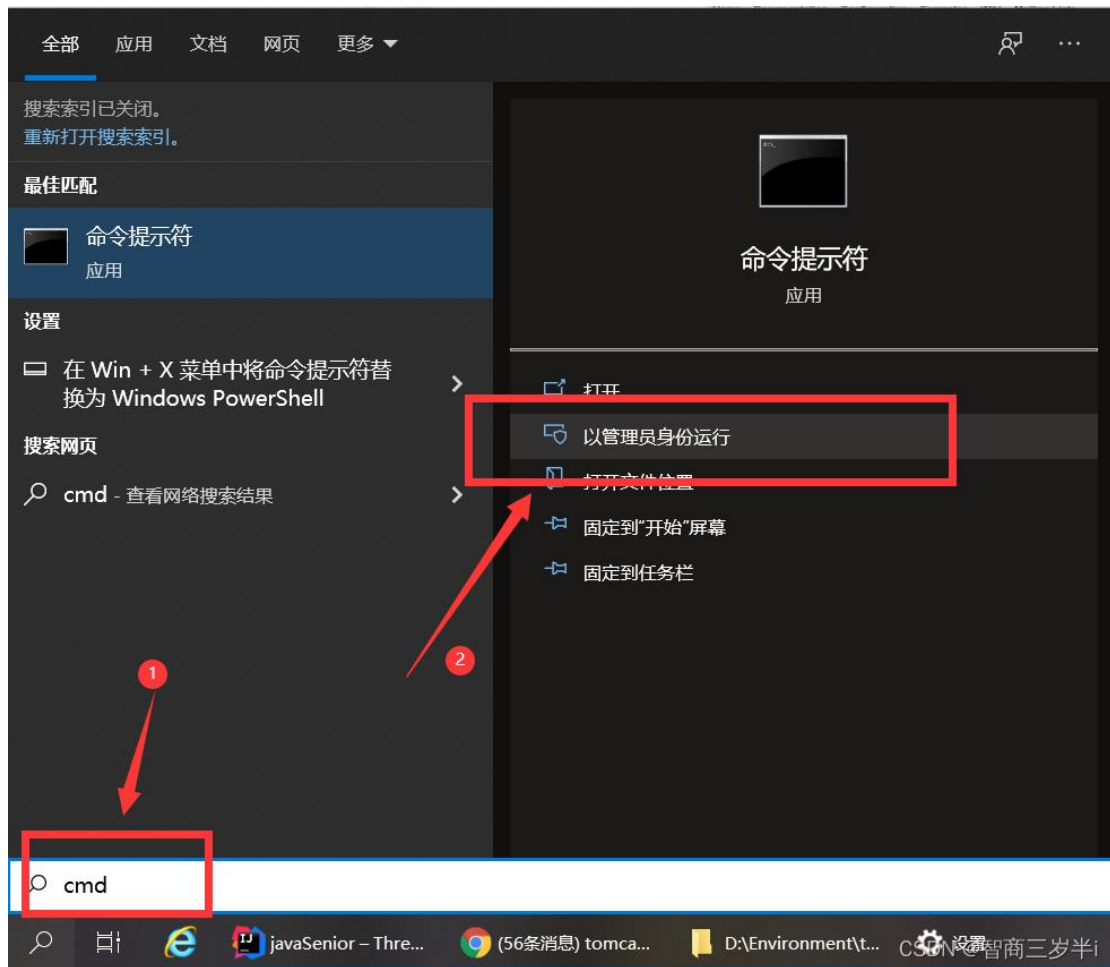 全部 应用 文档 网页 更多
搜索索引已关闭。
重新打开搜索索引。
最佳匹配
命令提示符
应用
设置
在 Win + X 菜单中将命令提示符替
换为 Windows PowerShell
搜索网页
cmd - 查看网络搜索结果
命令提示符
应用
打开
以管理员身份运行
打开文件位置
固定到"开始"屏幕
固定到任务栏
1
2
cmd
javaSenior – Thre...
(56条消息) tomca...
D:\Environment\t...
设置
CSDN @智商三岁半i